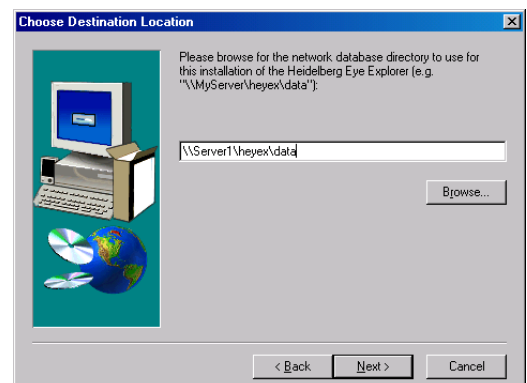 Choose Destination Location
Please browse for the network database directory to use for
this installation of the Heidelberg Eye Explorer (e.g.
"\\MyServer\heyex\data"):
\\Server1\heyex\data
Browse...
< Back Next > Cancel